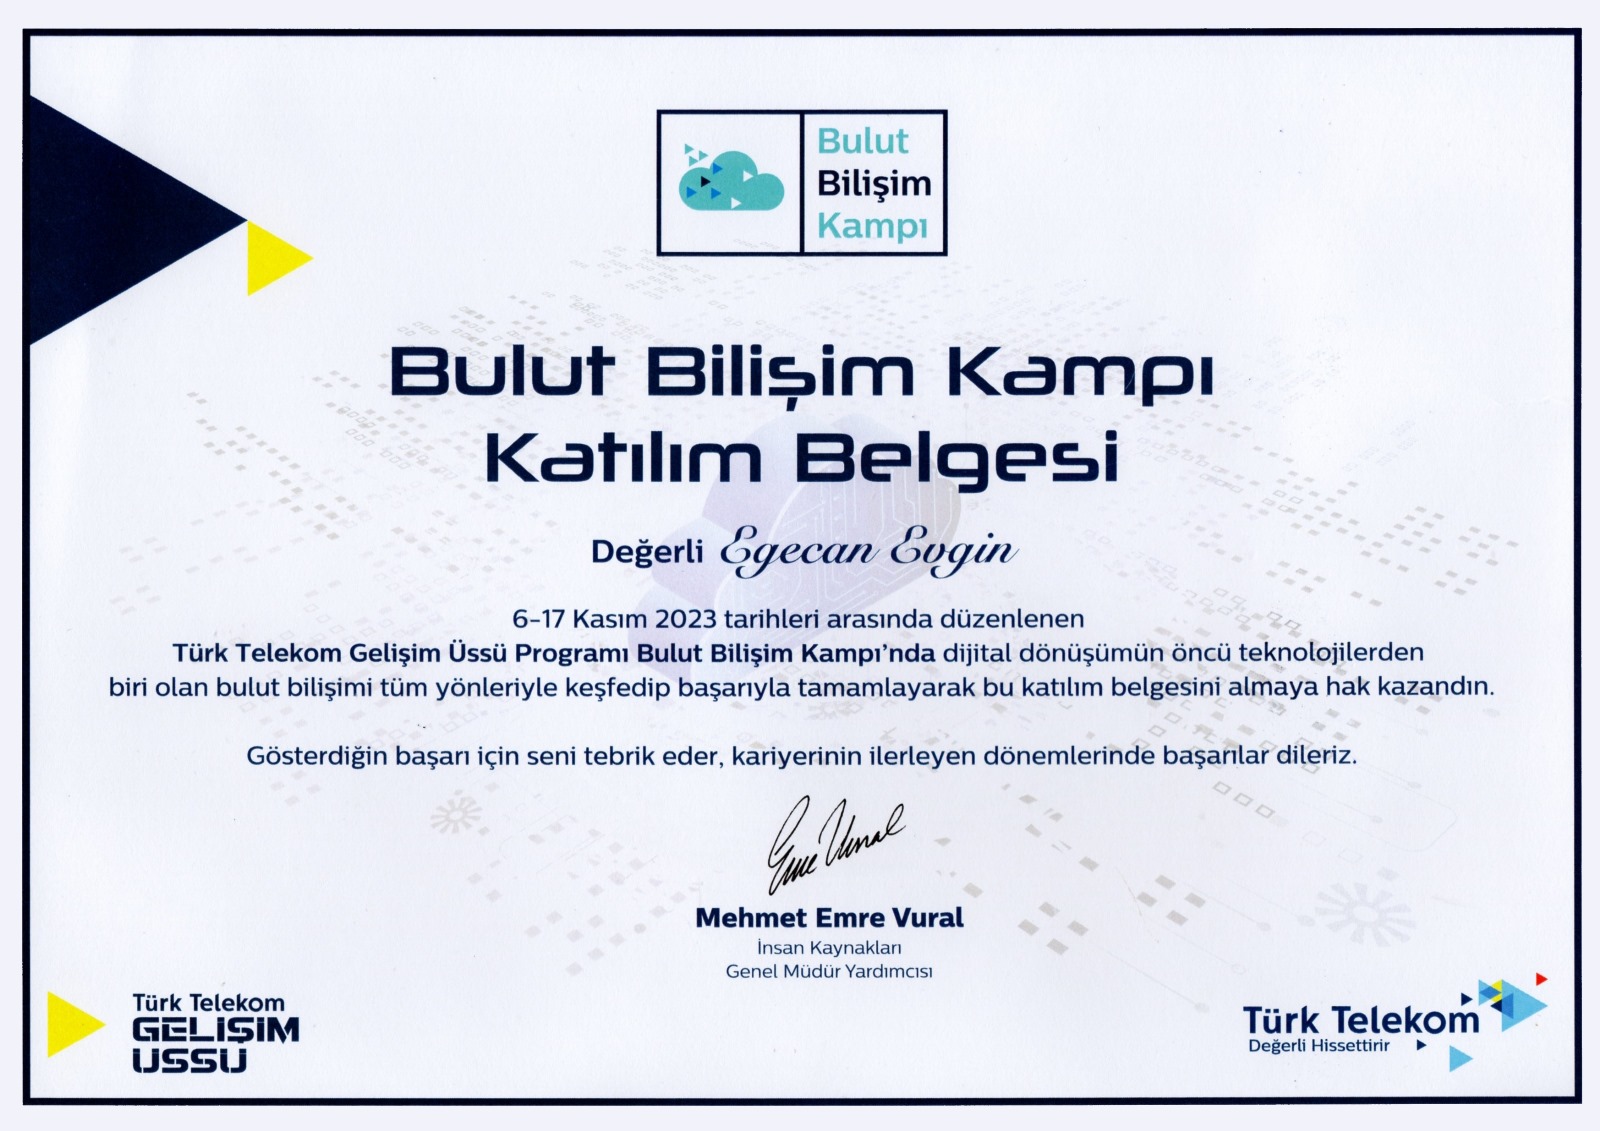 Bulut
Bilişim
Kampı
Bulut Bilişim Kampı
Katılım Belgesi
Değerli Egecan Evgin
6-17 Kasım 2023 tarihleri arasında düzenlenen
Türk Telekom Gelişim Üssü Programı Bulut Bilişim Kampı'nda dijital dönüşümün öncü teknolojilerden
biri olan bulut bilişimi tüm yönleriyle keşfedip başarıyla tamamlayarak bu katılım belgesini almaya hak kazandın.
Gösterdiğin başarı için seni tebrik eder, kariyerinin ilerleyen dönemlerinde başarılar dileriz.
Emre Vural
Mehmet Emre Vural
İnsan Kaynakları
Genel Müdür Yardımcısı
Türk Telekom
GELİŞİM
ÜSSÜ
Türk Telekom
Değerli Hissettirir